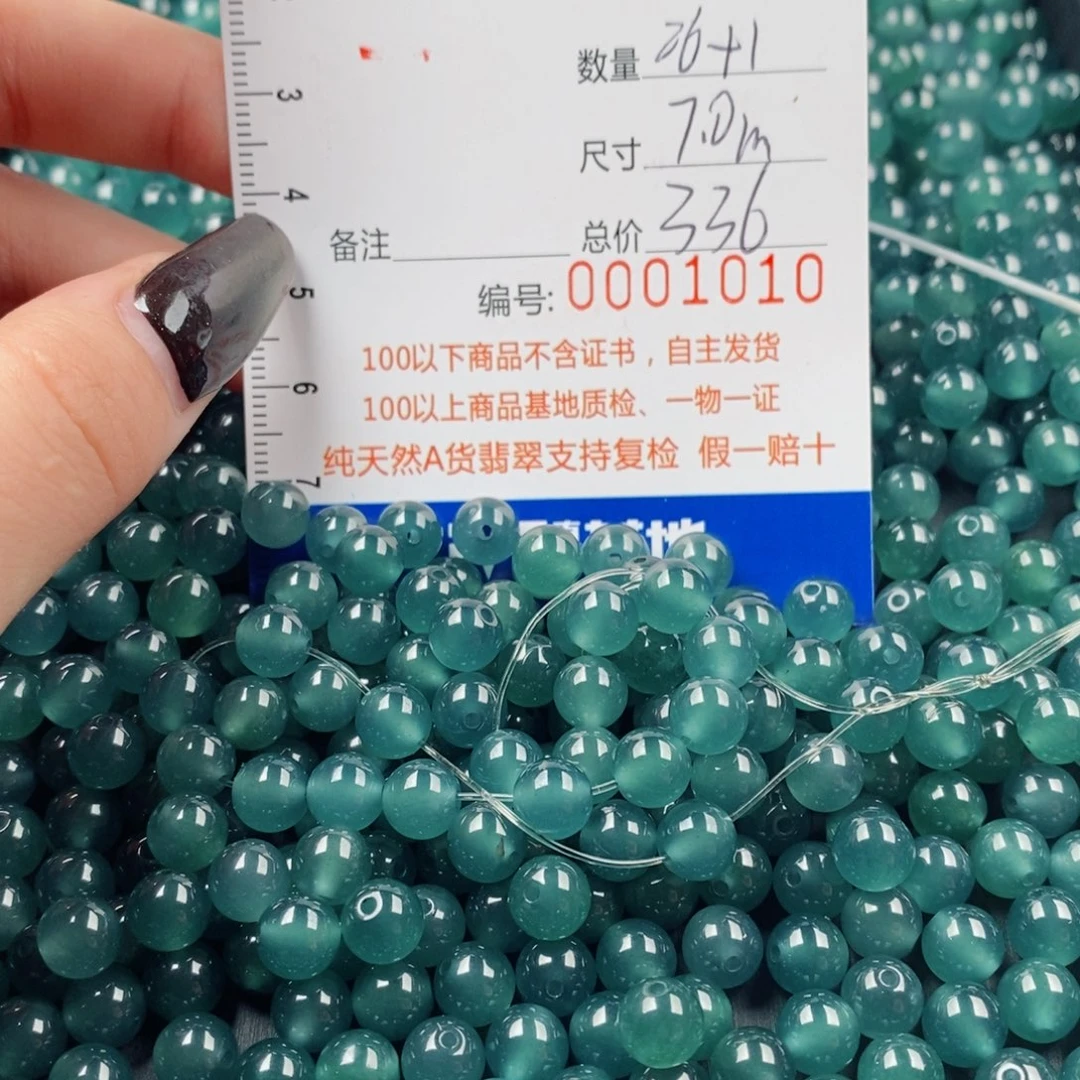 3
数量 26+1
尺寸 7.0m
4
备注 总价 336
5
编号: 0001010
100以下商品不含证书，自主发货
6
100以上商品基地质检、一物一证
纯天然A货翡翠支持复检 假一赔十
7
基地